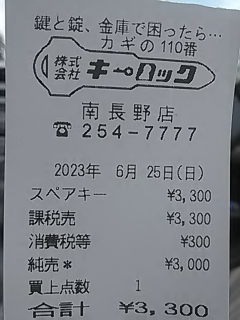 鍵と錠、金庫で困ったら…
カギの110番
株式会社 キーロック
南長野店
☎254-7777
2023年 6月25日(日)
スペアキー ¥3,300
課税売 ¥3,300
消費税等 ¥300
純売* ¥3,000
買上点数 1
合計 ¥3,300